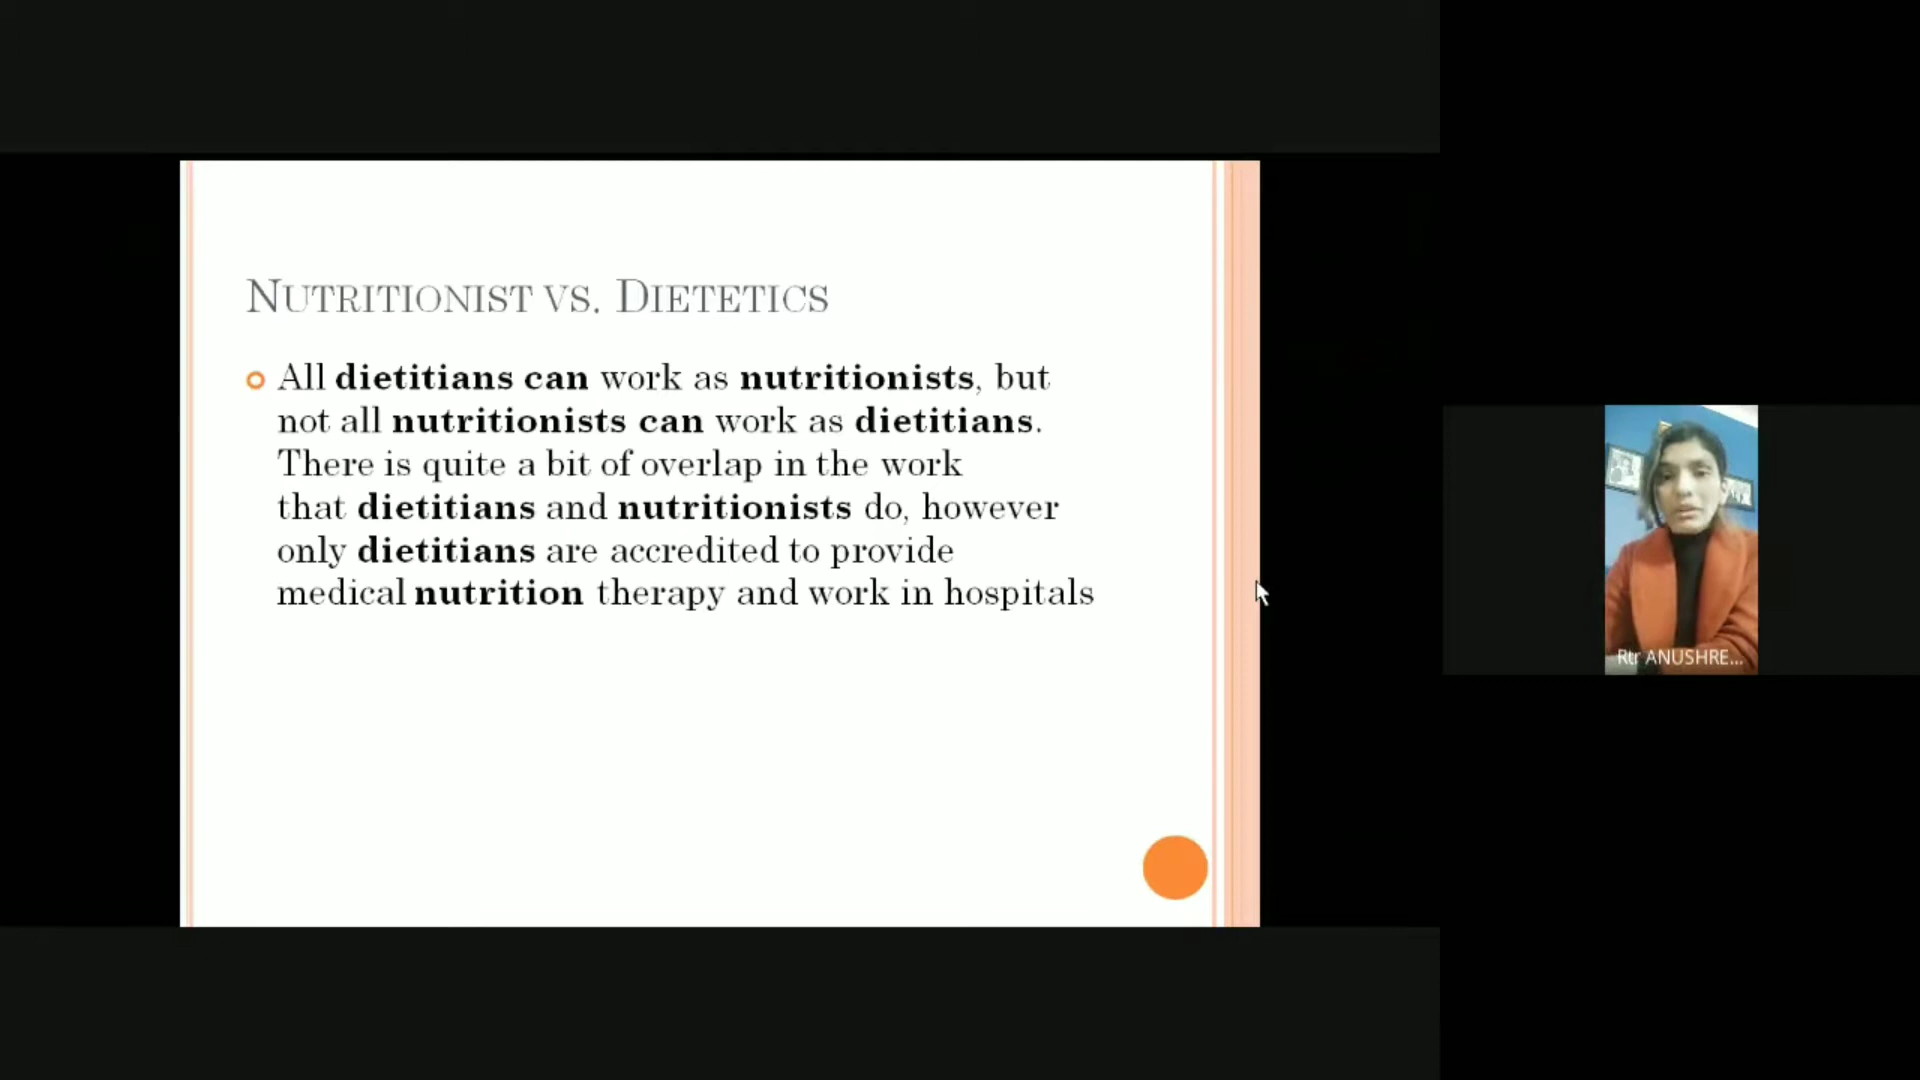 NUTRITIONIST VS. DIETETICS
All dietitians can work as nutritionists, but
not all nutritionists can work as dietitians.
There is quite a bit of overlap in the work
that dietitians and nutritionists do, however
only dietitians are accredited to provide
medical nutrition therapy and work in hospitals
Rtr ANUSHRE...